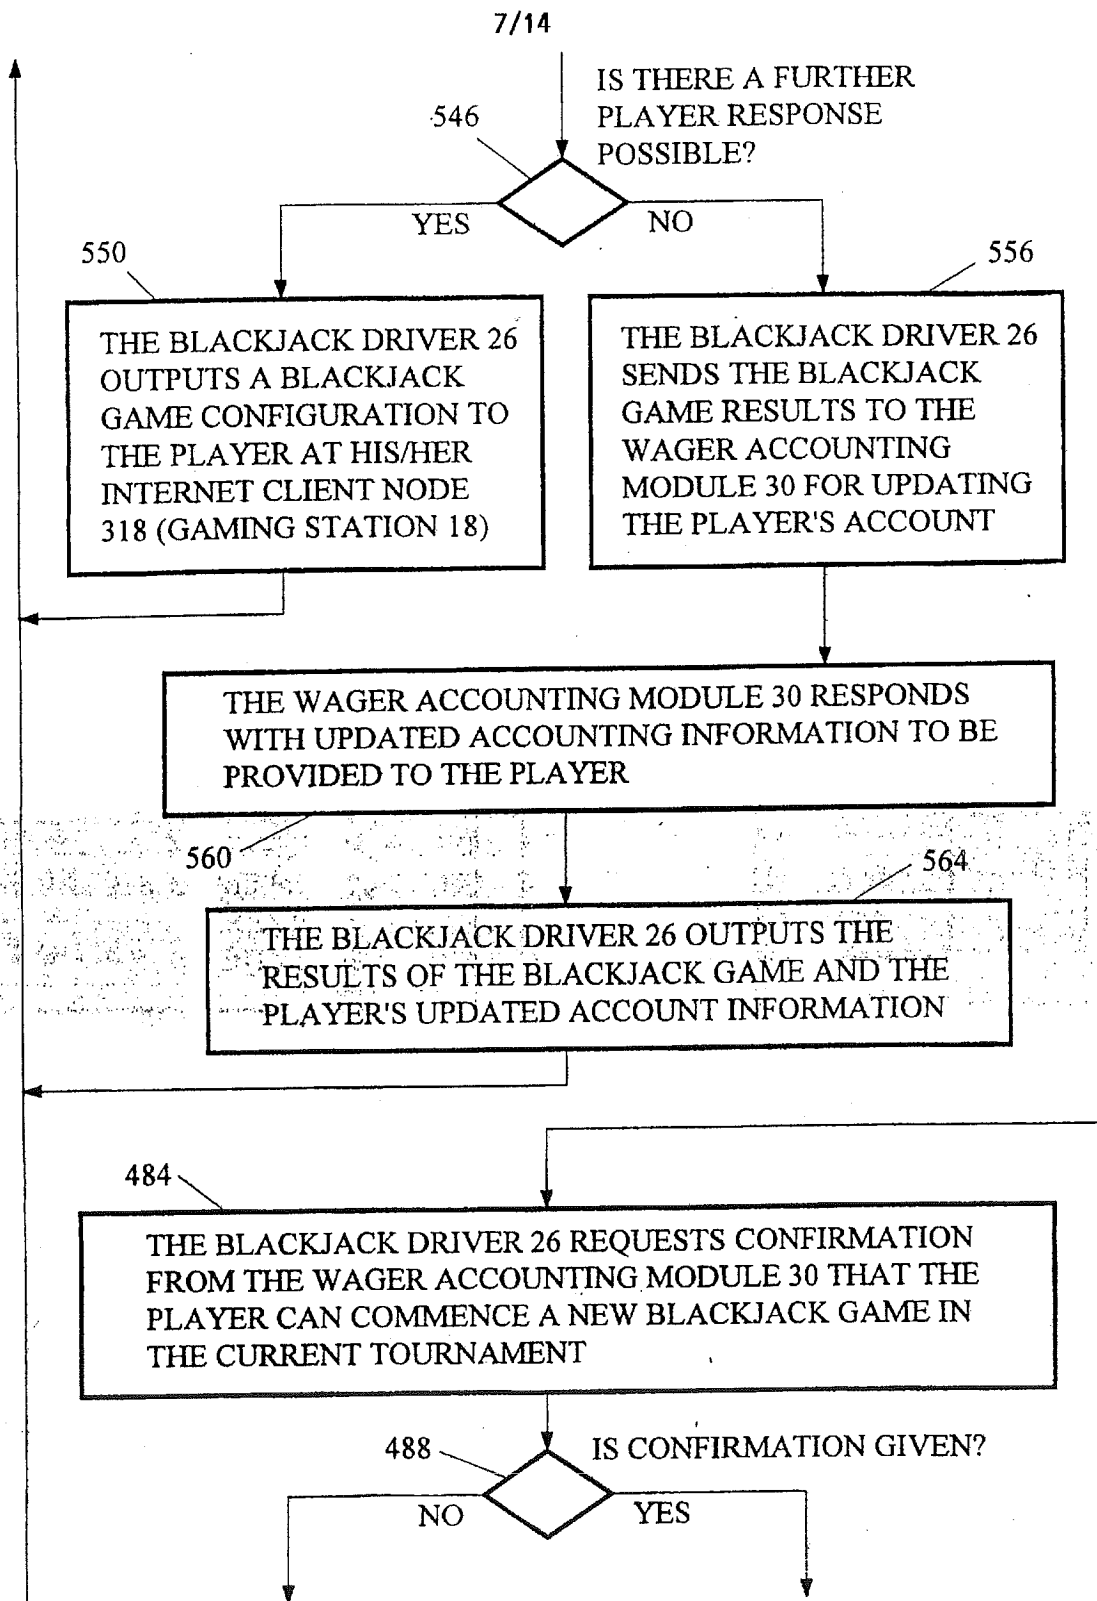 7/14
IS THERE A FURTHER
PLAYER RESPONSE
POSSIBLE?
546
YES
NO
550
556
THE BLACKJACK DRIVER 26
OUTPUTS A BLACKJACK
GAME CONFIGURATION TO
THE PLAYER AT HIS/HER
INTERNET CLIENT NODE
318 (GAMING STATION 18)
THE BLACKJACK DRIVER 26
SENDS THE BLACKJACK
GAME RESULTS TO THE
WAGER ACCOUNTING
MODULE 30 FOR UPDATING
THE PLAYER'S ACCOUNT
THE WAGER ACCOUNTING MODULE 30 RESPONDS
WITH UPDATED ACCOUNTING INFORMATION TO BE
PROVIDED TO THE PLAYER
560
564
THE BLACKJACK DRIVER 26 OUTPUTS THE
RESULTS OF THE BLACKJACK GAME AND THE
PLAYER'S UPDATED ACCOUNT INFORMATION
484
THE BLACKJACK DRIVER 26 REQUESTS CONFIRMATION
FROM THE WAGER ACCOUNTING MODULE 30 THAT THE
PLAYER CAN COMMENCE A NEW BLACKJACK GAME IN
THE CURRENT TOURNAMENT
488
IS CONFIRMATION GIVEN?
NO
YES